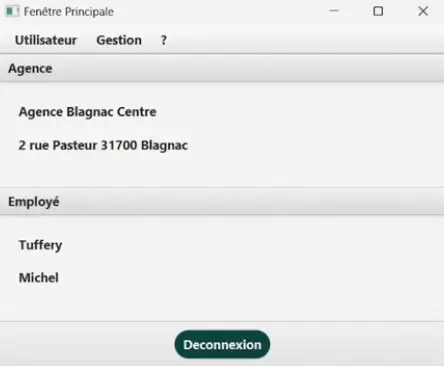 Fenêtre Principale
Utilisateur Gestion ?
Agence
Agence Blagnac Centre
2 rue Pasteur 31700 Blagnac
Employé
Tuffery
Michel
Deconnexion